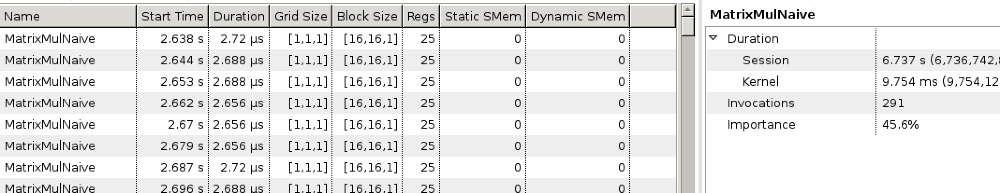 Name Start Time Duration Grid Size Block Size Regs Static SMem Dynamic SMem
MatrixMulNaive 2.638 s 2.72 µs [1,1,1] [16,16,1] 25 0 0
MatrixMulNaive 2.644 s 2.688 µs [1,1,1] [16,16,1] 25 0 0
MatrixMulNaive 2.653 s 2.688 µs [1,1,1] [16,16,1] 25 0 0
MatrixMulNaive 2.662 s 2.656 µs [1,1,1] [16,16,1] 25 0 0
MatrixMulNaive 2.67 s 2.656 µs [1,1,1] [16,16,1] 25 0 0
MatrixMulNaive 2.679 s 2.656 µs [1,1,1] [16,16,1] 25 0 0
MatrixMulNaive 2.687 s 2.72 µs [1,1,1] [16,16,1] 25 0 0
MatrixMulNaive 2.696 s 2.688 µs [1,1,1] [16,16,1] 25 0 0
MatrixMulNaive
Duration
Session 6.737 s (6,736,742,
Kernel 9.754 ms (9,754,12
Invocations 291
Importance 45.6%